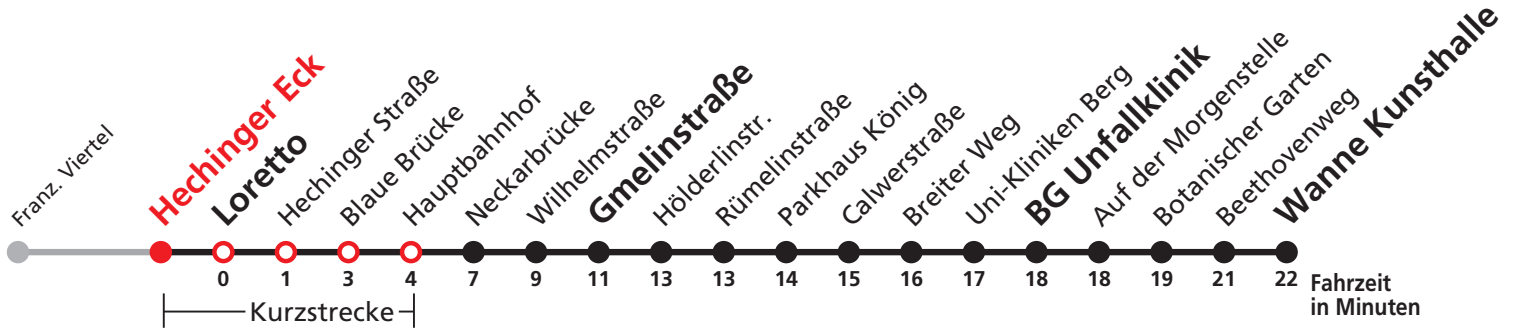 Franz. Viertel
Hechinger Eck
Loretto
Hechinger Straße
Blaue Brücke
Hauptbahnhof
Neckarbrücke
Wilhelmstraße
Gmelinstraße
Hölderlinstr.
Rümelinstraße
Parkhaus König
Calwerstraße
Breiter Weg
Uni-Kliniken Berg
BG Unfallklinik
Auf der Morgenstelle
Botanischer Garten
Beethovenweg
Wanne Kunsthalle
0 1 3 4 7 9 11 13 13 14 15 16 17 18 18 19 21 22
Fahrzeit
in Minuten
Kurzstrecke